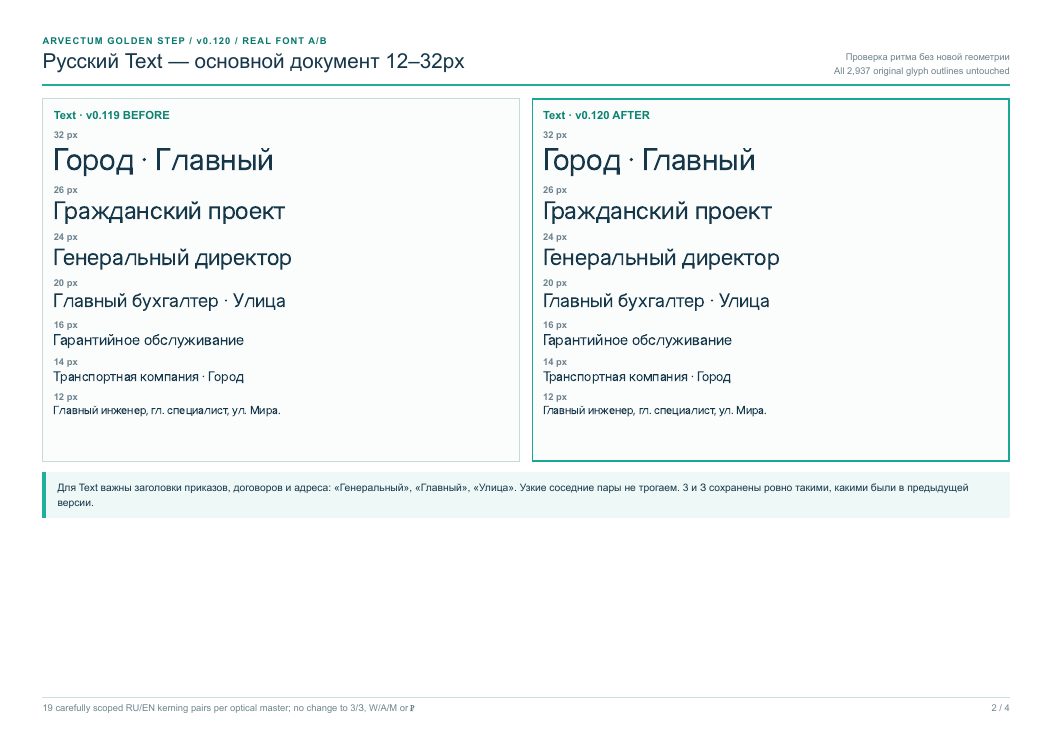 ARVECTUM GOLDEN STEP / v0.120 / REAL FONT A/B
Русский Text — основной документ 12–32px
Проверка ритма без новой геометрии
All 2,937 original glyph outlines untouched
Text · v0.119 BEFORE
32 px
Город · Главный
26 px
Гражданский проект
24 px
Генеральный директор
20 px
Главный бухгалтер · Улица
16 px
Гарантийное обслуживание
14 px
Транспортная компания · Город
12 px
Главный инженер, гл. специалист, ул. Мира.
Text · v0.120 AFTER
32 px
Город · Главный
26 px
Гражданский проект
24 px
Генеральный директор
20 px
Главный бухгалтер · Улица
16 px
Гарантийное обслуживание
14 px
Транспортная компания · Город
12 px
Главный инженер, гл. специалист, ул. Мира.
Для Text важны заголовки приказов, договоров и адреса: «Генеральный», «Главный», «Улица». Узкие соседние пары не трогаем. 3 и З сохранены ровно такими, какими были в предыдущей
версии.
19 carefully scoped RU/EN kerning pairs per optical master; no change to 3/З, W/A/M or ₽
2 / 4